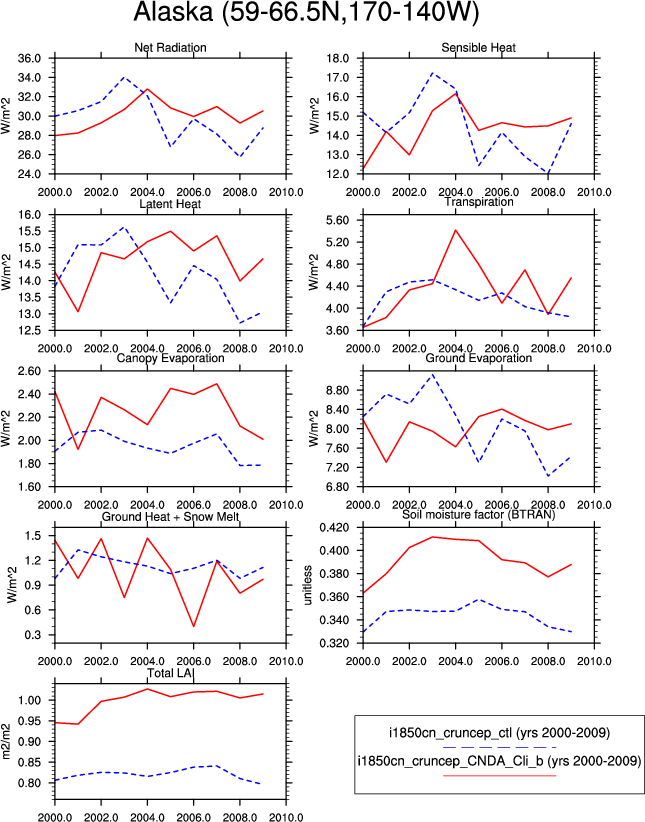 Alaska (59-66.5N,170-140W)
Net Radiation
Sensible Heat
36.0
34.0
32.0
30.0
28.0
26.0
24.0
W/m^2
2000.0 2002.0 2004.0 2006.0 2008.0 2010.0
18.0
17.0
16.0
15.0
14.0
13.0
12.0
W/m^2
2000.0 2002.0 2004.0 2006.0 2008.0 2010.0
Latent Heat
Transpiration
16.0
15.5
15.0
14.5
14.0
13.5
13.0
12.5
W/m^2
2000.0 2002.0 2004.0 2006.0 2008.0 2010.0
5.60
5.20
4.80
4.40
4.00
3.60
W/m^2
2000.0 2002.0 2004.0 2006.0 2008.0 2010.0
Canopy Evaporation
Ground Evaporation
2.60
2.40
2.20
2.00
1.80
1.60
W/m^2
2000.0 2002.0 2004.0 2006.0 2008.0 2010.0
8.80
8.40
8.00
7.60
7.20
6.80
W/m^2
2000.0 2002.0 2004.0 2006.0 2008.0 2010.0
Ground Heat + Snow Melt
Soil moisture factor (BTRAN)
1.5
1.2
0.9
0.6
0.3
W/m^2
2000.0 2002.0 2004.0 2006.0 2008.0 2010.0
0.420
0.400
0.380
0.360
0.340
0.320
unitless
2000.0 2002.0 2004.0 2006.0 2008.0 2010.0
Total LAI
1.00
0.95
0.90
0.85
0.80
m2/m2
2000.0 2002.0 2004.0 2006.0 2008.0 2010.0
i1850cn_cruncep_ctl (yrs 2000-2009)
i1850cn_cruncep_CNDA_Cli_b (yrs 2000-2009)